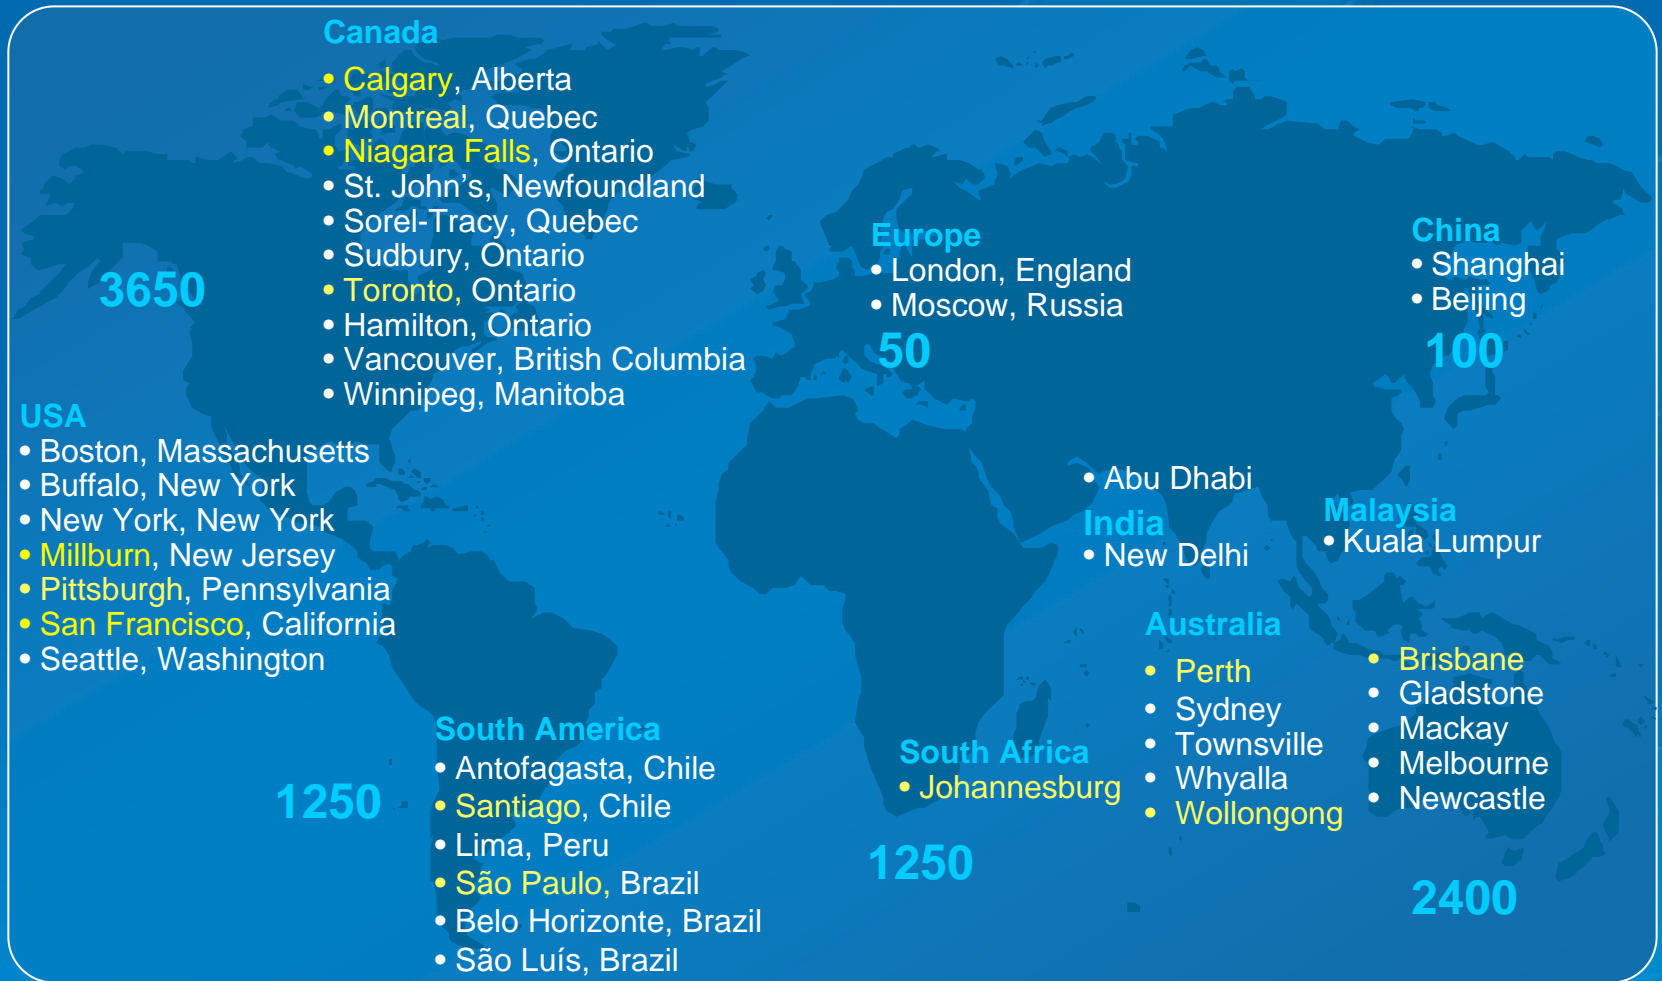 Canada
• Calgary, Alberta
• Montreal, Quebec
• Niagara Falls, Ontario
• St. John’s, Newfoundland
• Sorel-Tracy, Quebec
• Sudbury, Ontario
• Toronto, Ontario
• Hamilton, Ontario
• Vancouver, British Columbia
• Winnipeg, Manitoba
3650
USA
• Boston, Massachusetts
• Buffalo, New York
• New York, New York
• Millburn, New Jersey
• Pittsburgh, Pennsylvania
• San Francisco, California
• Seattle, Washington
South America
• Antofagasta, Chile
• Santiago, Chile
• Lima, Peru
• São Paulo, Brazil
• Belo Horizonte, Brazil
• São Luís, Brazil
1250
Europe
• London, England
• Moscow, Russia
50
China
• Shanghai
• Beijing
100
• Abu Dhabi
India
• New Delhi
Malaysia
• Kuala Lumpur
South Africa
• Johannesburg
1250
Australia
• Perth
• Sydney
• Townsville
• Whyalla
• Wollongong
• Brisbane
• Gladstone
• Mackay
• Melbourne
• Newcastle
2400